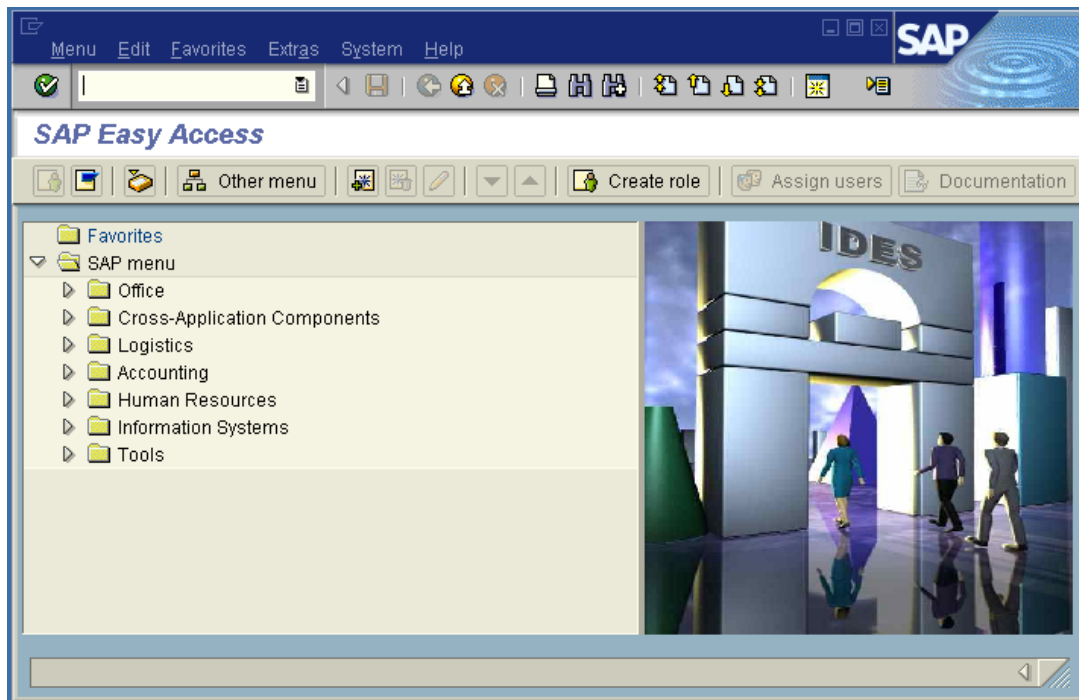 Menu Edit Favorites Extras System Help
SAP
SAP Easy Access
Other menu Create role Assign users Documentation
Favorites
SAP menu
Office
Cross-Application Components
Logistics
Accounting
Human Resources
Information Systems
Tools
IDES